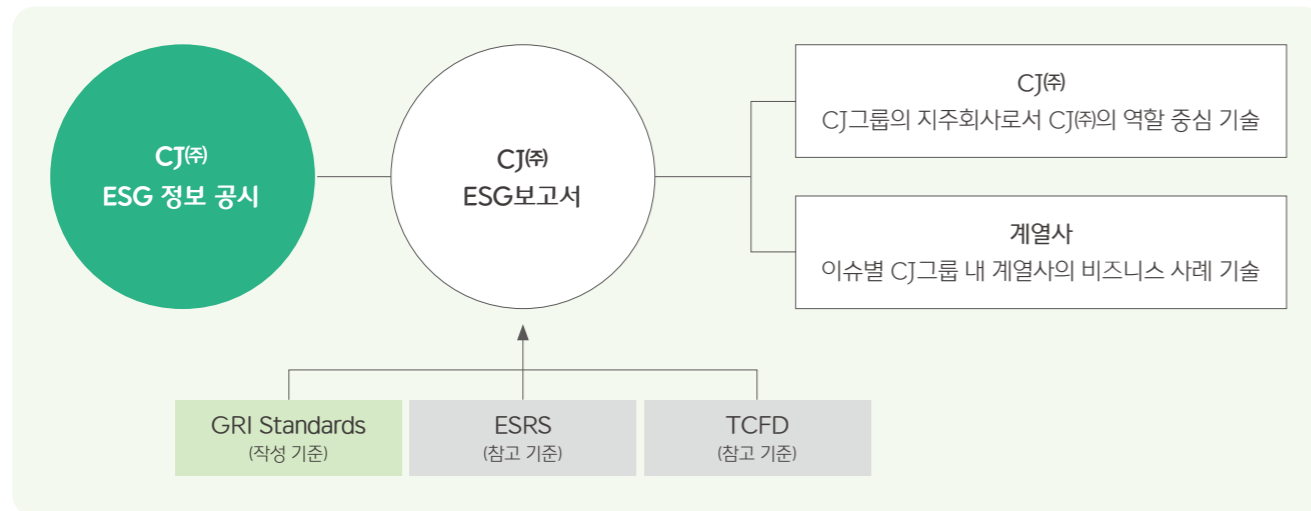 CJ㈜
ESG 정보 공시
CJ㈜
ESG보고서
CJ㈜
CJ그룹의 지주회사로서 CJ㈜의 역할 중심 기술
계열사
이슈별 CJ그룹 내 계열사의 비즈니스 사례 기술
GRI Standards
(작성 기준)
ESRS
(참고 기준)
TCFD
(참고 기준)